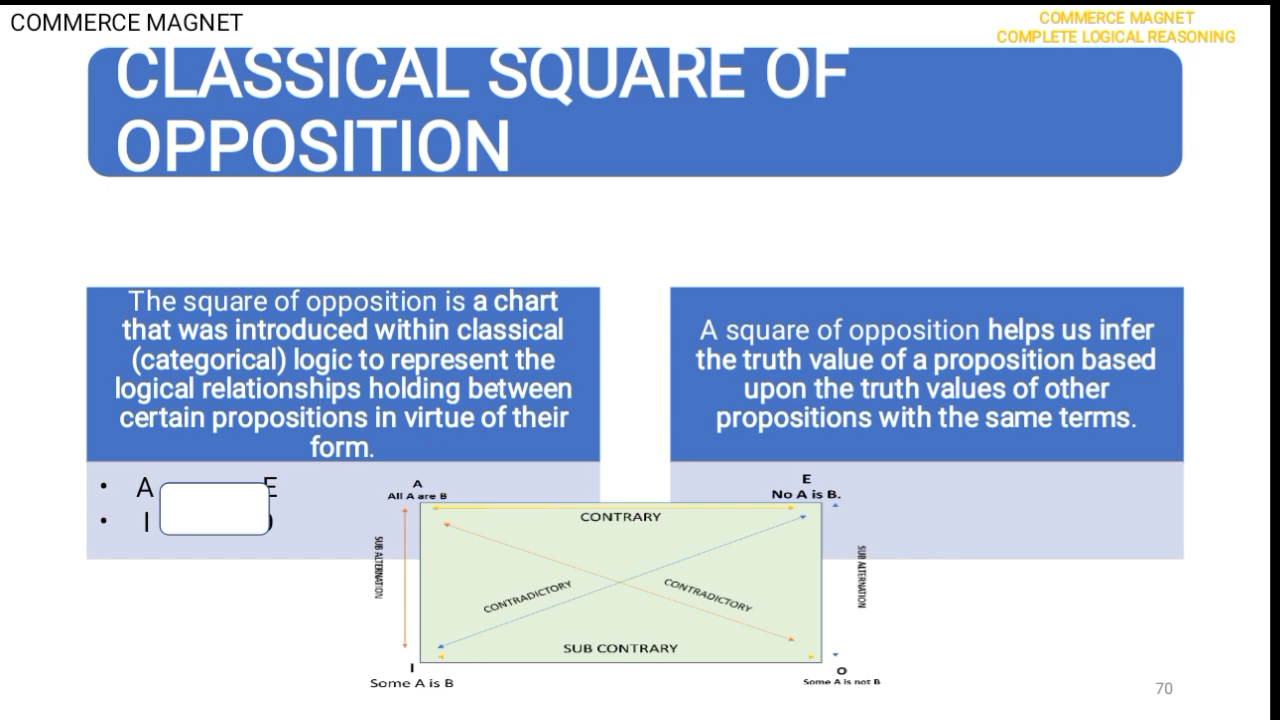 COMMERCE MAGNET
COMMERCE MAGNET
COMPLETE LOGICAL REASONING
CLASSICAL SQUARE OF
OPPOSITION
The square of opposition is a chart
that was introduced within classical
(categorical) logic to represent the
logical relationships holding between
certain propositions in virtue of their
form.
A square of opposition helps us infer
the truth value of a proposition based
upon the truth values of other
propositions with the same terms.
• A E
• I
A
All A are B
E
No A is B.
CONTRARY
SUB ALTERNATION
SUB ALTERNATION
CONTRADICTORY
CONTRADICTORY
SUB CONTRARY
I
Some A is B
O
Some A is not B
70